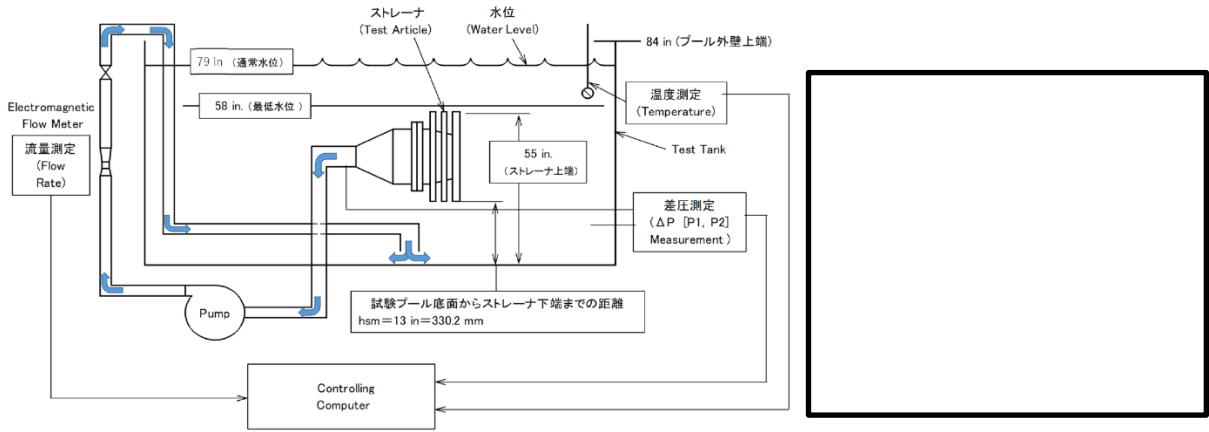 ストレーナ
(Test Article)
水位
(Water Level)
84 in (プール外壁上端)
79 in (通常水位)
58 in. (最低水位)
温度測定
(Temperature)
Electromagnetic
Flow Meter
流量測定
(Flow
Rate)
55 in.
(ストレーナ上端)
Test Tank
差圧測定
(ΔP [P1, P2]
Measurement)
試験プール底面からストレーナ下端までの距離
hsm=13 in=330.2 mm
Pump
Controlling
Computer